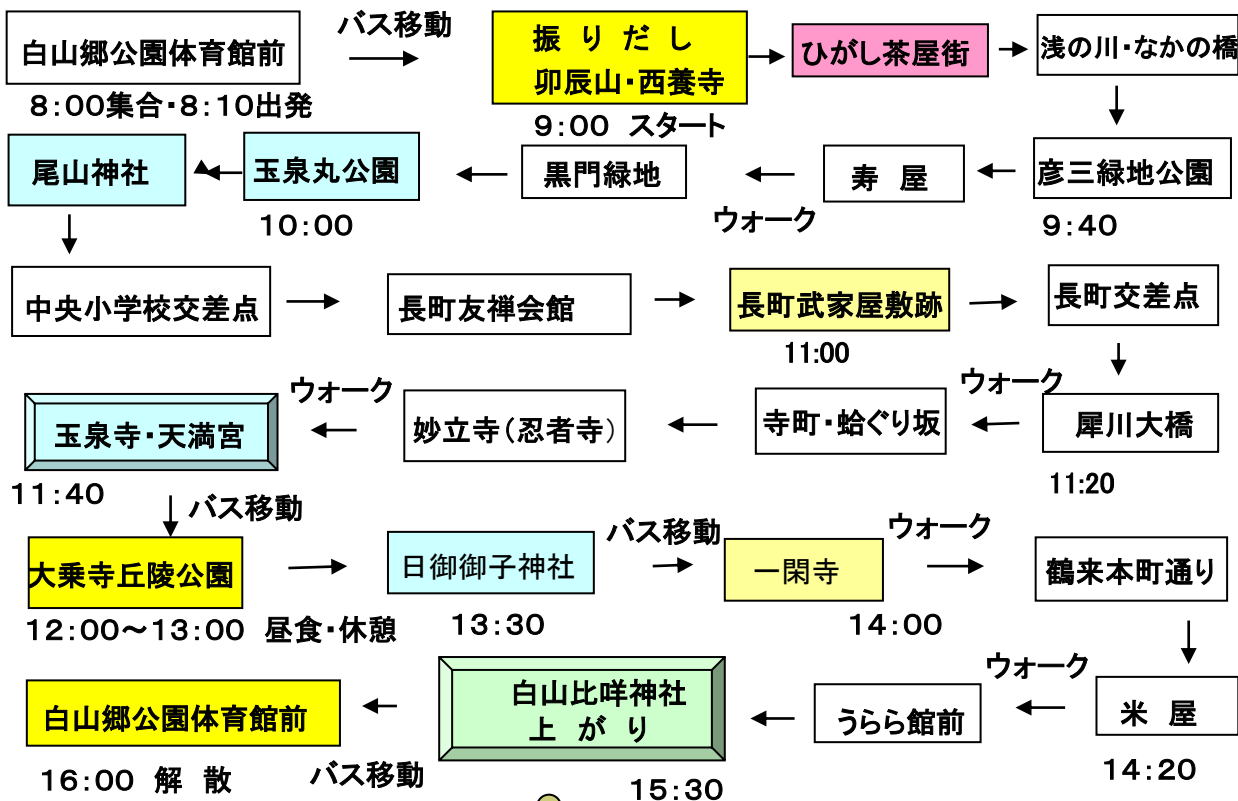 白山郷公園体育館前
8:00集合・8:10出発
バス移動
振りだし
卯辰山・西養寺
9:00 スタート
ひがし茶屋街
浅の川・なかの橋
彦三緑地公園
9:40
寿屋
ウォーク
黒門緑地
玉泉丸公園
10:00
尾山神社
中央小学校交差点
長町友禅会館
長町武家屋敷跡
11:00
長町交差点
犀川大橋
11:20
ウォーク
寺町・蛤ぐり坂
妙立寺(忍者寺)
ウォーク
玉泉寺・天満宮
11:40
バス移動
大乗寺丘陵公園
12:00～13:00 昼食・休憩
日御御子神社
13:30
バス移動
一閑寺
14:00
ウォーク
鶴来本町通り
米屋
14:20
ウォーク
うらら館前
白山比咩神社
上がり
15:30
バス移動
白山郷公園体育館前
16:00 解散